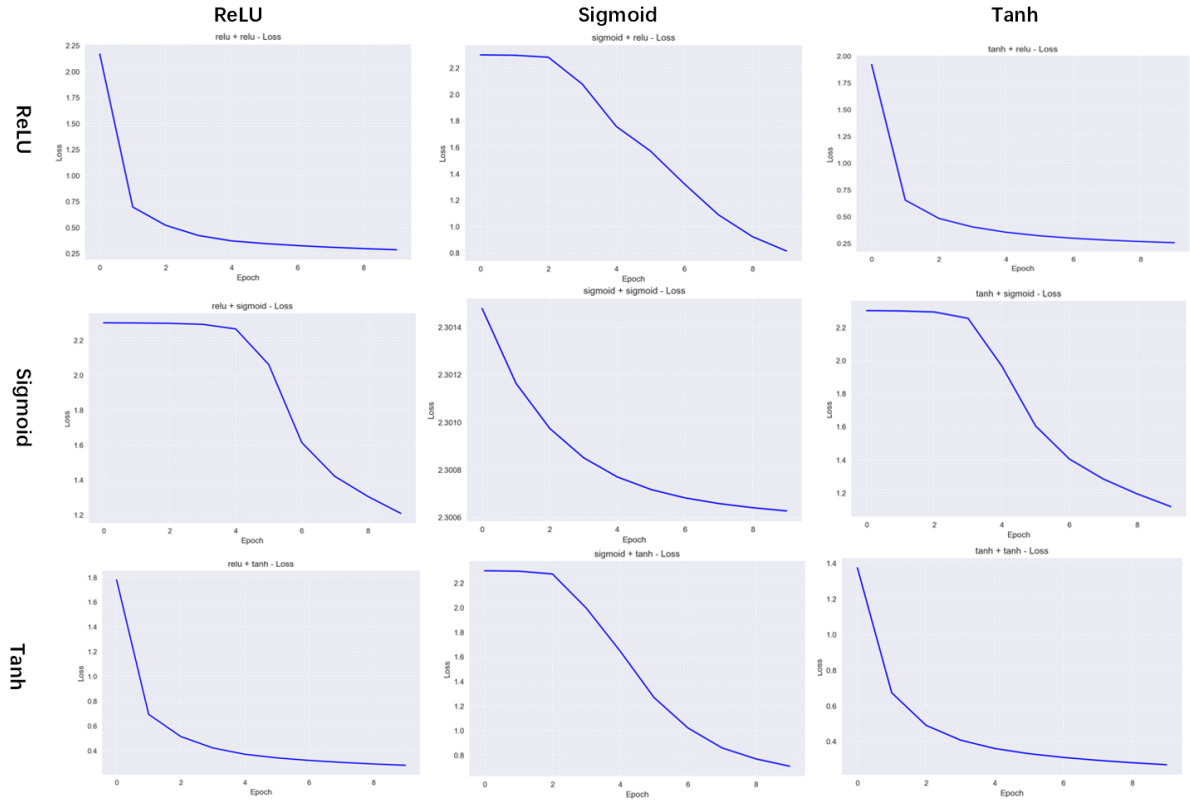 ReLU
Sigmoid
Tanh
ReLU
relu + relu - Loss
Loss
2.25
2.00
1.75
1.50
1.25
1.00
0.75
0.50
0.25
0 2 4 6 8
Epoch
sigmoid + relu - Loss
Loss
2.2
2.0
1.8
1.6
1.4
1.2
1.0
0.8
0 2 4 6 8
Epoch
tanh + relu - Loss
Loss
2.00
1.75
1.50
1.25
1.00
0.75
0.50
0.25
0 2 4 6 8
Epoch
Sigmoid
relu + sigmoid - Loss
Loss
2.2
2.0
1.8
1.6
1.4
1.2
0 2 4 6 8
Epoch
sigmoid + sigmoid - Loss
Loss
2.3014
2.3012
2.3010
2.3008
2.3006
0 2 4 6 8
Epoch
tanh + sigmoid - Loss
Loss
2.2
2.0
1.8
1.6
1.4
1.2
0 2 4 6 8
Epoch
Tanh
relu + tanh - Loss
Loss
1.8
1.6
1.4
1.2
1.0
0.8
0.6
0.4
0 2 4 6 8
Epoch
sigmoid + tanh - Loss
Loss
2.2
2.0
1.8
1.6
1.4
1.2
1.0
0.8
0 2 4 6 8
Epoch
tanh + tanh - Loss
Loss
1.4
1.2
1.0
0.8
0.6
0.4
0 2 4 6 8
Epoch